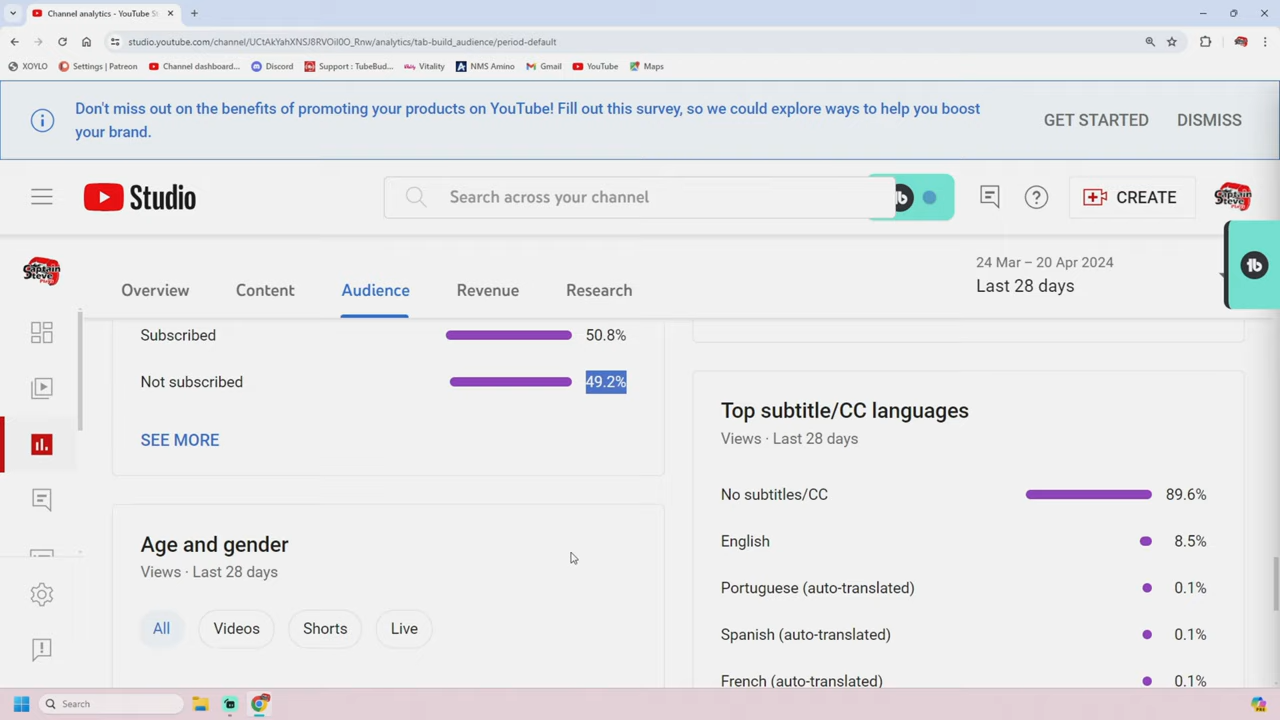 Channel analytics - YouTube St
studio.youtube.com/channel/UCtAkYahXNSJ8RVOil0O_Rnw/analytics/tab-build_audience/period-default
XOYLO
Settings | Patreon
Channel dashboard...
Discord
Support : TubeBud...
Vitality
NMS Amino
Gmail
YouTube
Maps
Don't miss out on the benefits of promoting your products on YouTube! Fill out this survey, so we could explore ways to help you boost
your brand.
GET STARTED
DISMISS
Studio
Search across your channel
CREATE
Captain
Steve
Overview
Content
Audience
Revenue
Research
24 Mar – 20 Apr 2024
Last 28 days
Subscribed 50.8%
Not subscribed 49.2%
SEE MORE
Age and gender
Views · Last 28 days
All
Videos
Shorts
Live
Top subtitle/CC languages
Views · Last 28 days
No subtitles/CC 89.6%
English 8.5%
Portuguese (auto-translated) 0.1%
Spanish (auto-translated) 0.1%
French (auto-translated) 0.1%
Search